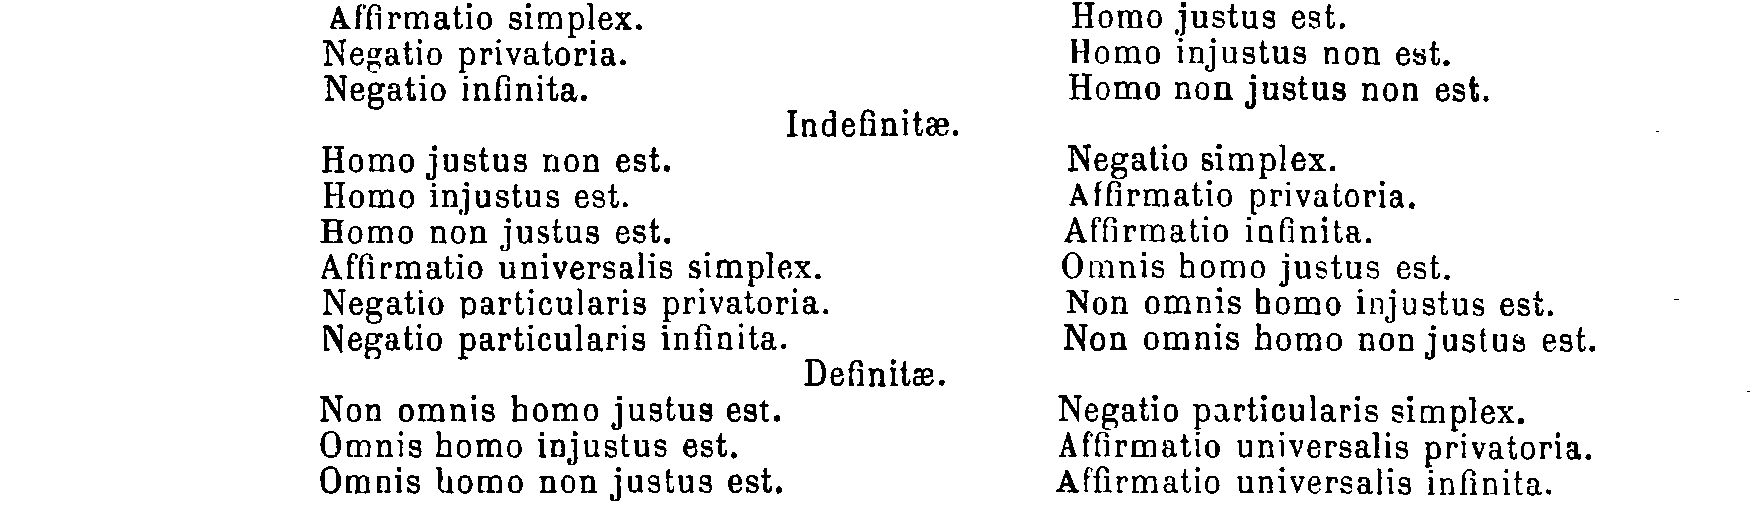 Affirmatio simplex. Homo justus est.
Negatio privatoria. Homo injustus non est.
Negatio infinita. Homo non justus non est.
Indefinitæ.
Homo justus non est. Negatio simplex.
Homo injustus est. Affirmatio privatoria.
Homo non justus est. Affirmatio infinita.
Affirmatio universalis simplex. Omnis homo justus est.
Negatio particularis privatoria. Non omnis homo injustus est.
Negatio particularis infinita. Non omnis homo non justus est.
Definitæ.
Non omnis homo justus est. Negatio particularis simplex.
Omnis homo injustus est. Affirmatio universalis privatoria.
Omnis homo non justus est. Affirmatio universalis infinita.